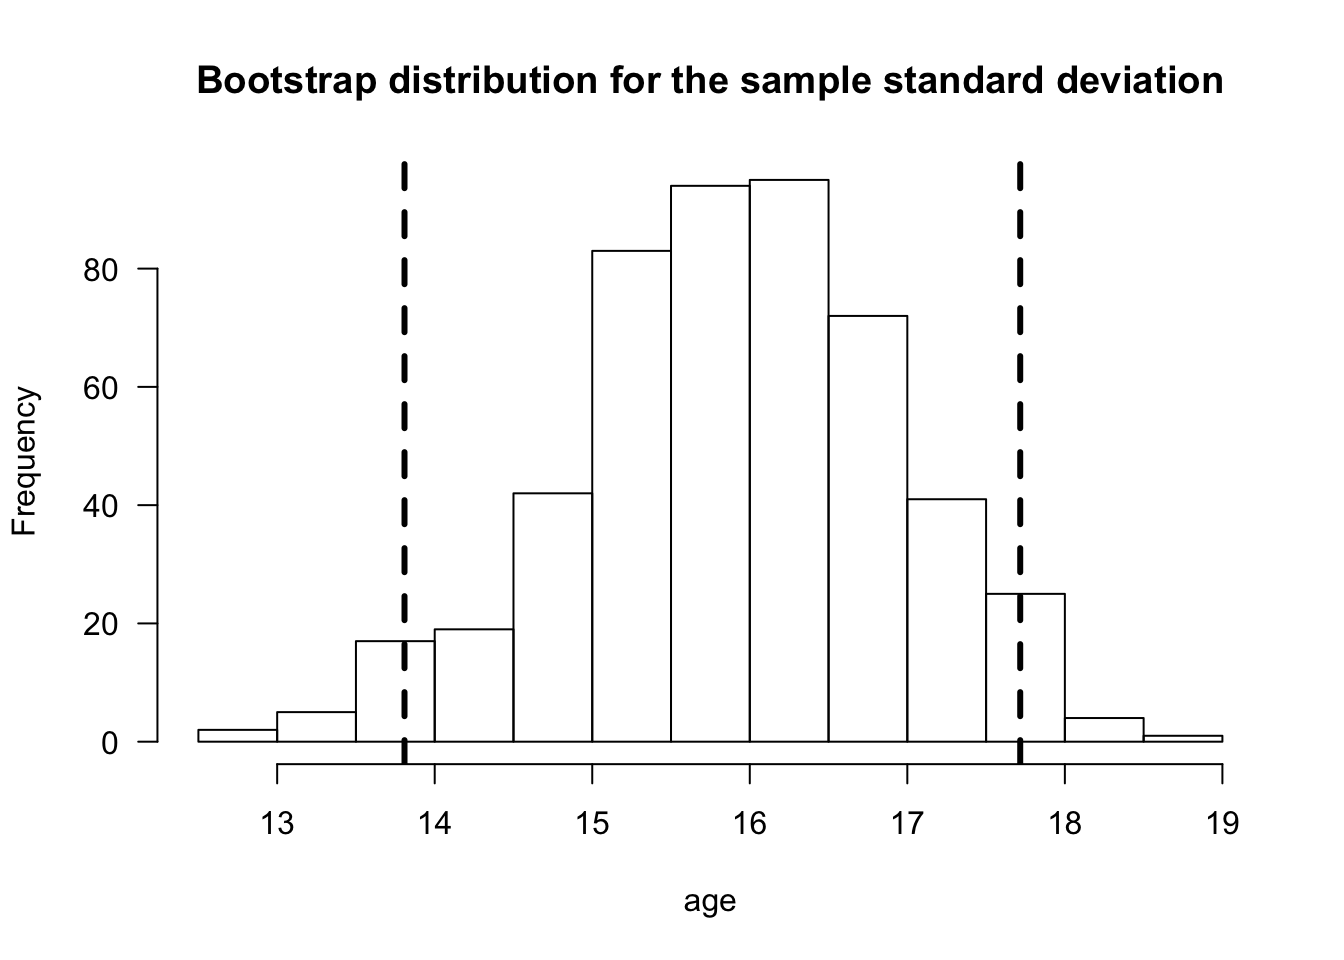 Bootstrap distribution for the sample standard deviation
Frequency
80
60
40
20
0
13 14 15 16 17 18 19
age